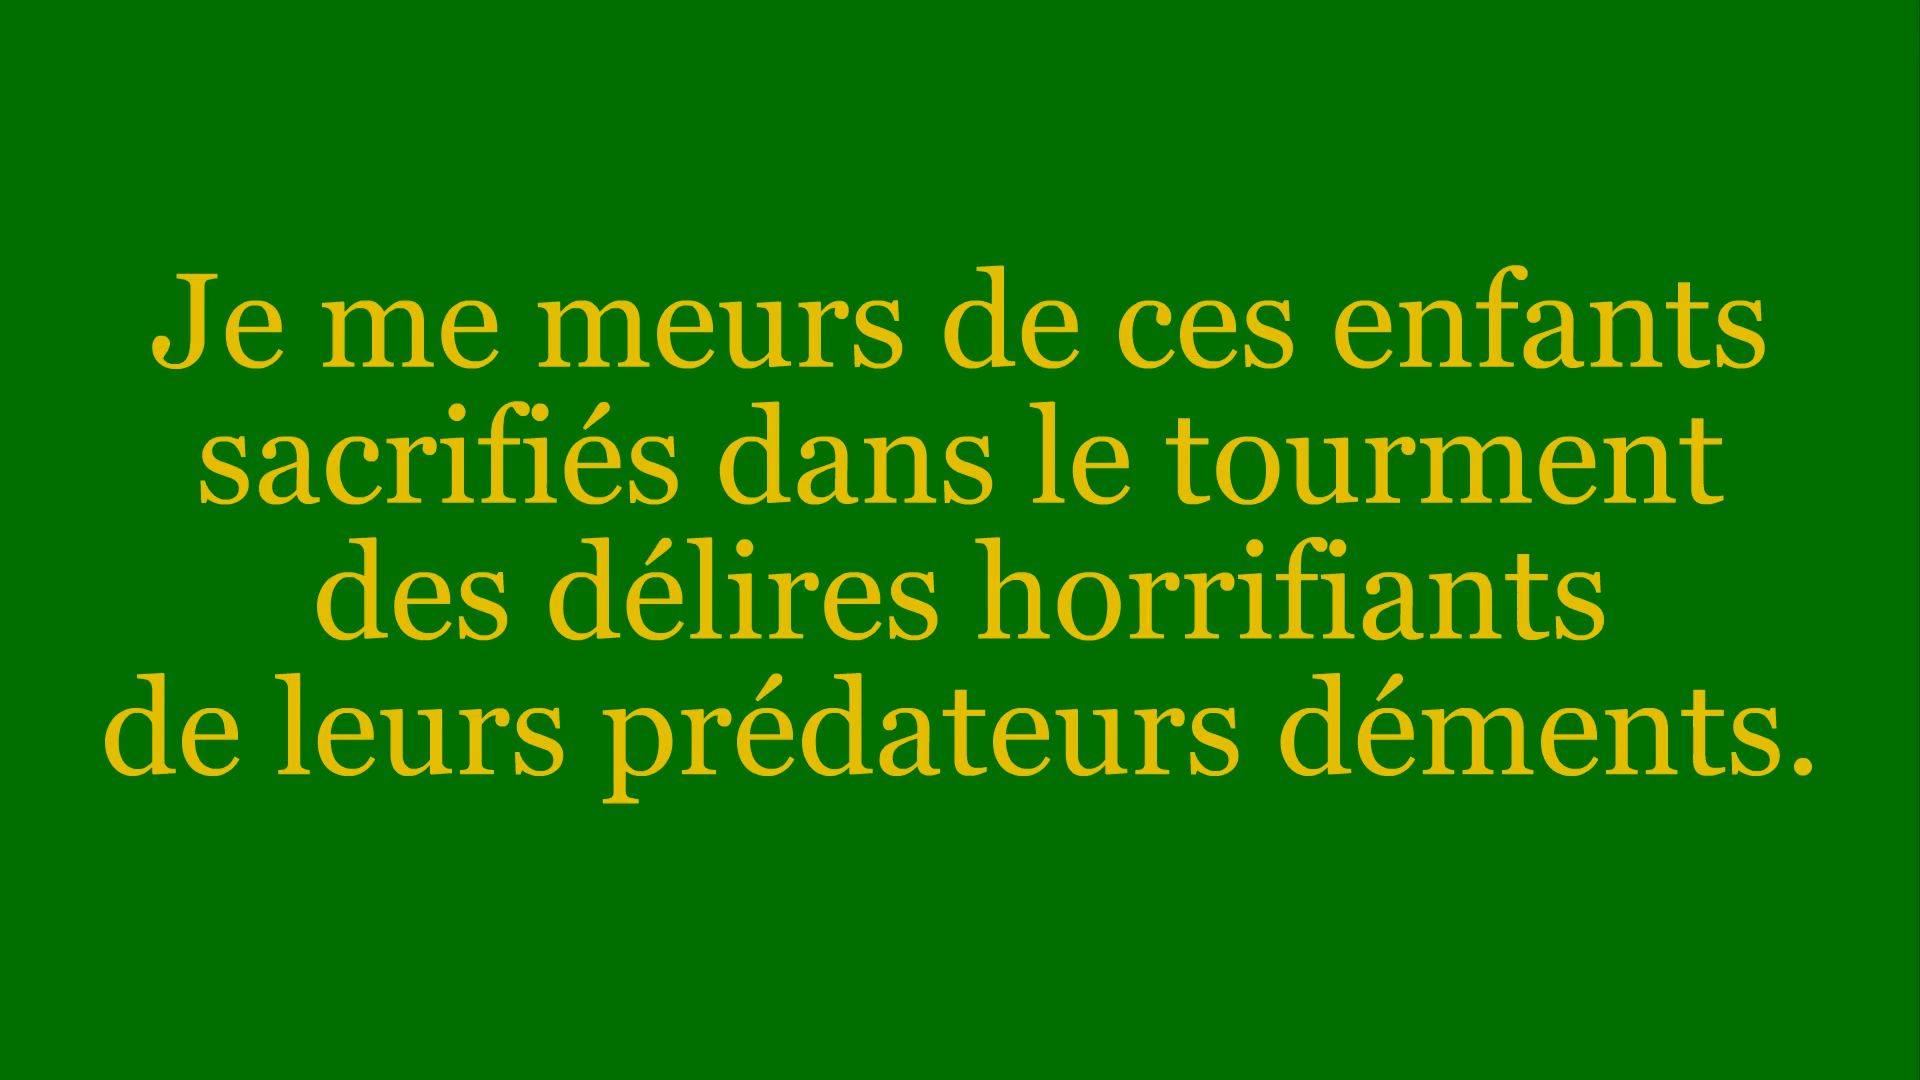 Je me meurs de ces enfants
sacrifiés dans le tourment
des délires horrifiants
de leurs prédateurs déments.